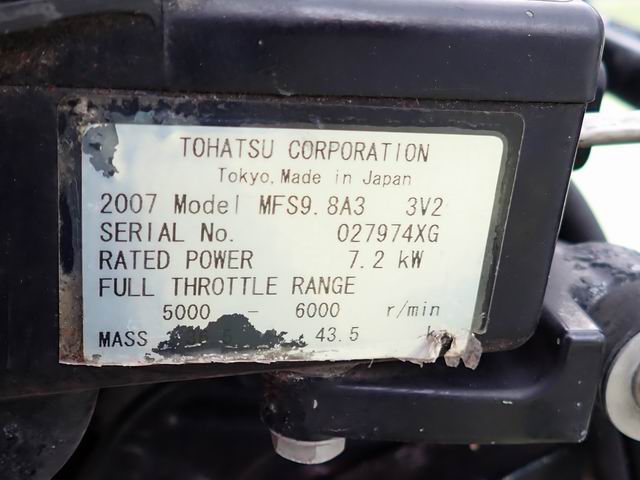 TOHATSU CORPORATION
Tokyo, Made in Japan
2007 Model MFS9.8A3 3V2
SERIAL No. 027974XG
RATED POWER 7.2 kW
FULL THROTTLE RANGE
5000 - 6000 r/min
MASS 43.5